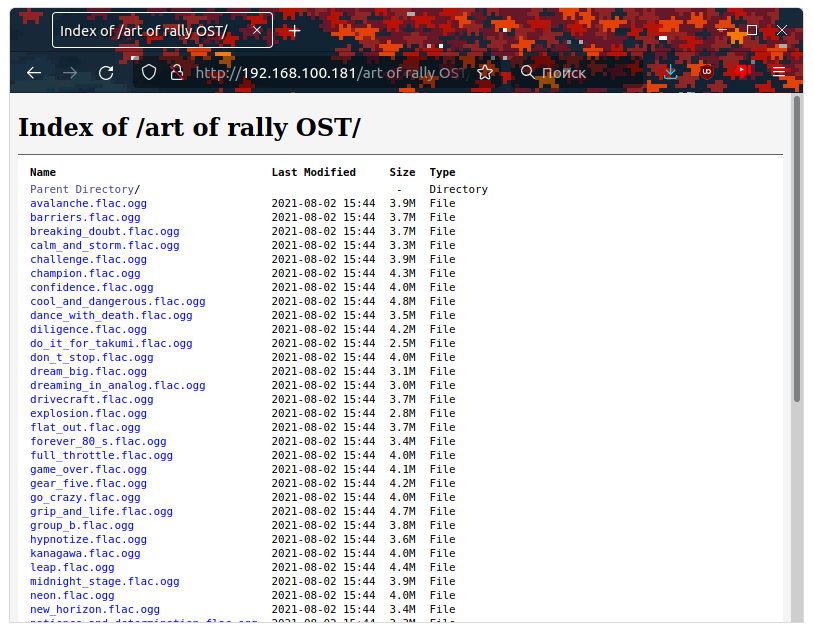 Index of /art of rally OST/
http://192.168.100.181/art of rally OST/
Поиск
Index of /art of rally OST/
Name Last Modified Size Type
Parent Directory/ - Directory
avalanche.flac.ogg 2021-08-02 15:44 3.9M File
barriers.flac.ogg 2021-08-02 15:44 3.7M File
breaking_doubt.flac.ogg 2021-08-02 15:44 3.7M File
calm_and_storm.flac.ogg 2021-08-02 15:44 3.3M File
challenge.flac.ogg 2021-08-02 15:44 3.9M File
champion.flac.ogg 2021-08-02 15:44 4.3M File
confidence.flac.ogg 2021-08-02 15:44 4.0M File
cool_and_dangerous.flac.ogg 2021-08-02 15:44 4.8M File
dance_with_death.flac.ogg 2021-08-02 15:44 3.5M File
diligence.flac.ogg 2021-08-02 15:44 4.2M File
do_it_for_takumi.flac.ogg 2021-08-02 15:44 2.5M File
don_t_stop.flac.ogg 2021-08-02 15:44 4.0M File
dream_big.flac.ogg 2021-08-02 15:44 3.1M File
dreaming_in_analog.flac.ogg 2021-08-02 15:44 3.0M File
drivecraft.flac.ogg 2021-08-02 15:44 3.7M File
explosion.flac.ogg 2021-08-02 15:44 2.8M File
flat_out.flac.ogg 2021-08-02 15:44 3.7M File
forever_80_s.flac.ogg 2021-08-02 15:44 3.4M File
full_throttle.flac.ogg 2021-08-02 15:44 4.0M File
game_over.flac.ogg 2021-08-02 15:44 4.1M File
gear_five.flac.ogg 2021-08-02 15:44 4.2M File
go_crazy.flac.ogg 2021-08-02 15:44 4.0M File
grip_and_life.flac.ogg 2021-08-02 15:44 4.7M File
group_b.flac.ogg 2021-08-02 15:44 3.8M File
hypnotize.flac.ogg 2021-08-02 15:44 3.6M File
kanagawa.flac.ogg 2021-08-02 15:44 4.0M File
leap.flac.ogg 2021-08-02 15:44 4.4M File
midnight_stage.flac.ogg 2021-08-02 15:44 3.9M File
neon.flac.ogg 2021-08-02 15:44 4.0M File
new_horizon.flac.ogg 2021-08-02 15:44 3.4M File
patience_and_determination.flac.ogg 2021-08-02 15:44 File